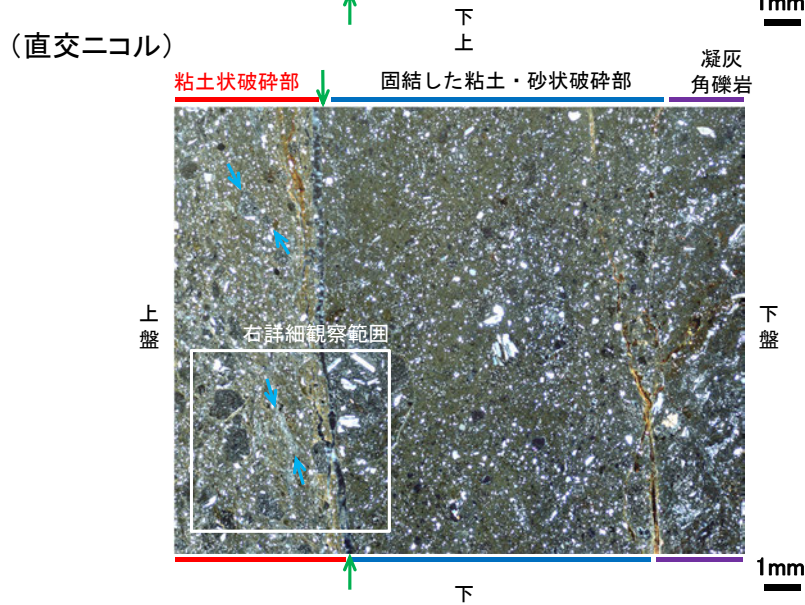 1mm
下
上
(直交ニコル)
粘土状破砕部
固結した粘土・砂状破砕部
凝灰
角礫岩
上
盤
下
盤
右詳細観察範囲
1mm
下